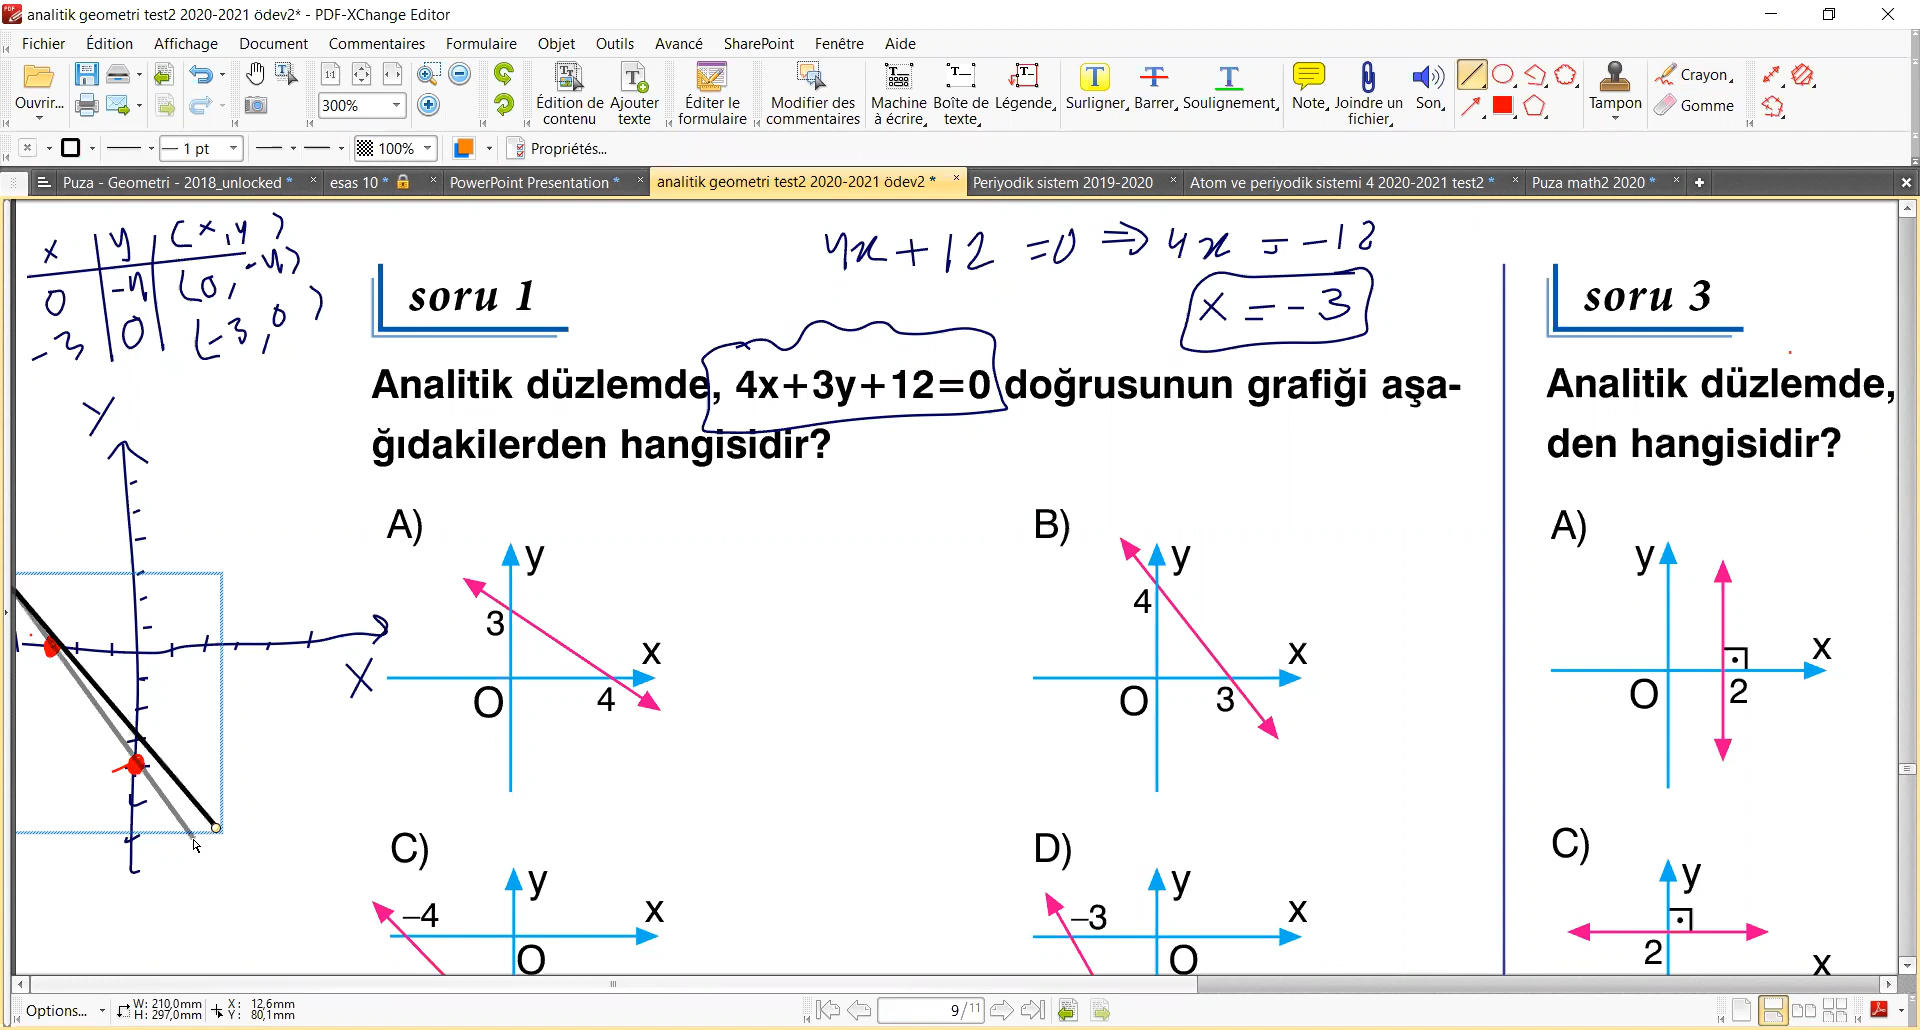 analitik geometri test2 2020-2021 ödev2* - PDF-XChange Editor
Fichier Édition Affichage Document Commentaires Formulaire Objet Outils Avancé SharePoint Fenêtre Aide
Ouvrir... 300% Édition de contenu Ajouter texte Éditer le formulaire Modifier des commentaires Machine à écrire Boîte de texte Légende Surligner Barrer Soulignement Note Joindre un fichier Son Tampon Crayon Gomme
1 pt 100% Propriétés...
Puza - Geometri - 2018_unlocked * esas 10 * PowerPoint Presentation * analitik geometri test2 2020-2021 ödev2 * Periyodik sistem 2019-2020 Atom ve periyodik sistemi 4 2020-2021 test2 * Puza math2 2020 *
x y (x,y)
0 -4 (0, -4)
-3 0 (-3, 0)
4x+12 =0 ⇒ 4x = -12
x = -3
soru 1
Analitik düzlemde, 4x+3y+12=0 doğrusunun grafiği aşa-
ğıdakilerden hangisidir?
y
x
A)
y
3
x
O
4
B)
y
4
x
O
3
C)
y
-4
x
O
D)
y
-3
x
O
soru 3
Analitik düzlemde,
den hangisidir?
A)
y
x
O
2
C)
y
2
x
Options... W: 210,0mm H: 297,0mm X: 12,6mm Y: 80,1mm 9/11